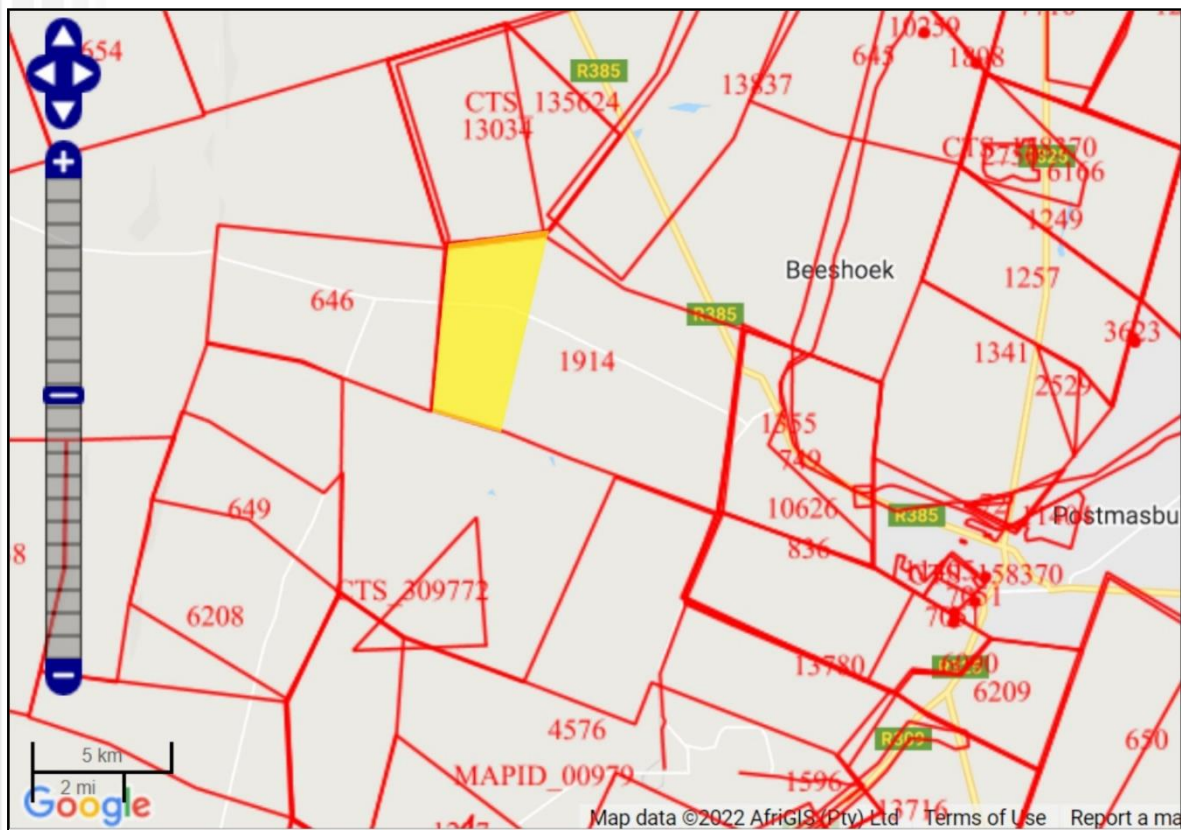 654
R385
CTS_135624
13034
13837
10259
645
1808
6166
1249
Beeshoek
1257
646
R385
3623
1341
1914
2529
1355
749
10626
649
R385
Postmasbu
836
CTS_309772
6208
13780
6209
4576
R309
650
MAPID_00979
1596
13716
5 km
2 mi
Google
Map data ©2022 AfriGIS (Pty) Ltd
Terms of Use
Report a ma